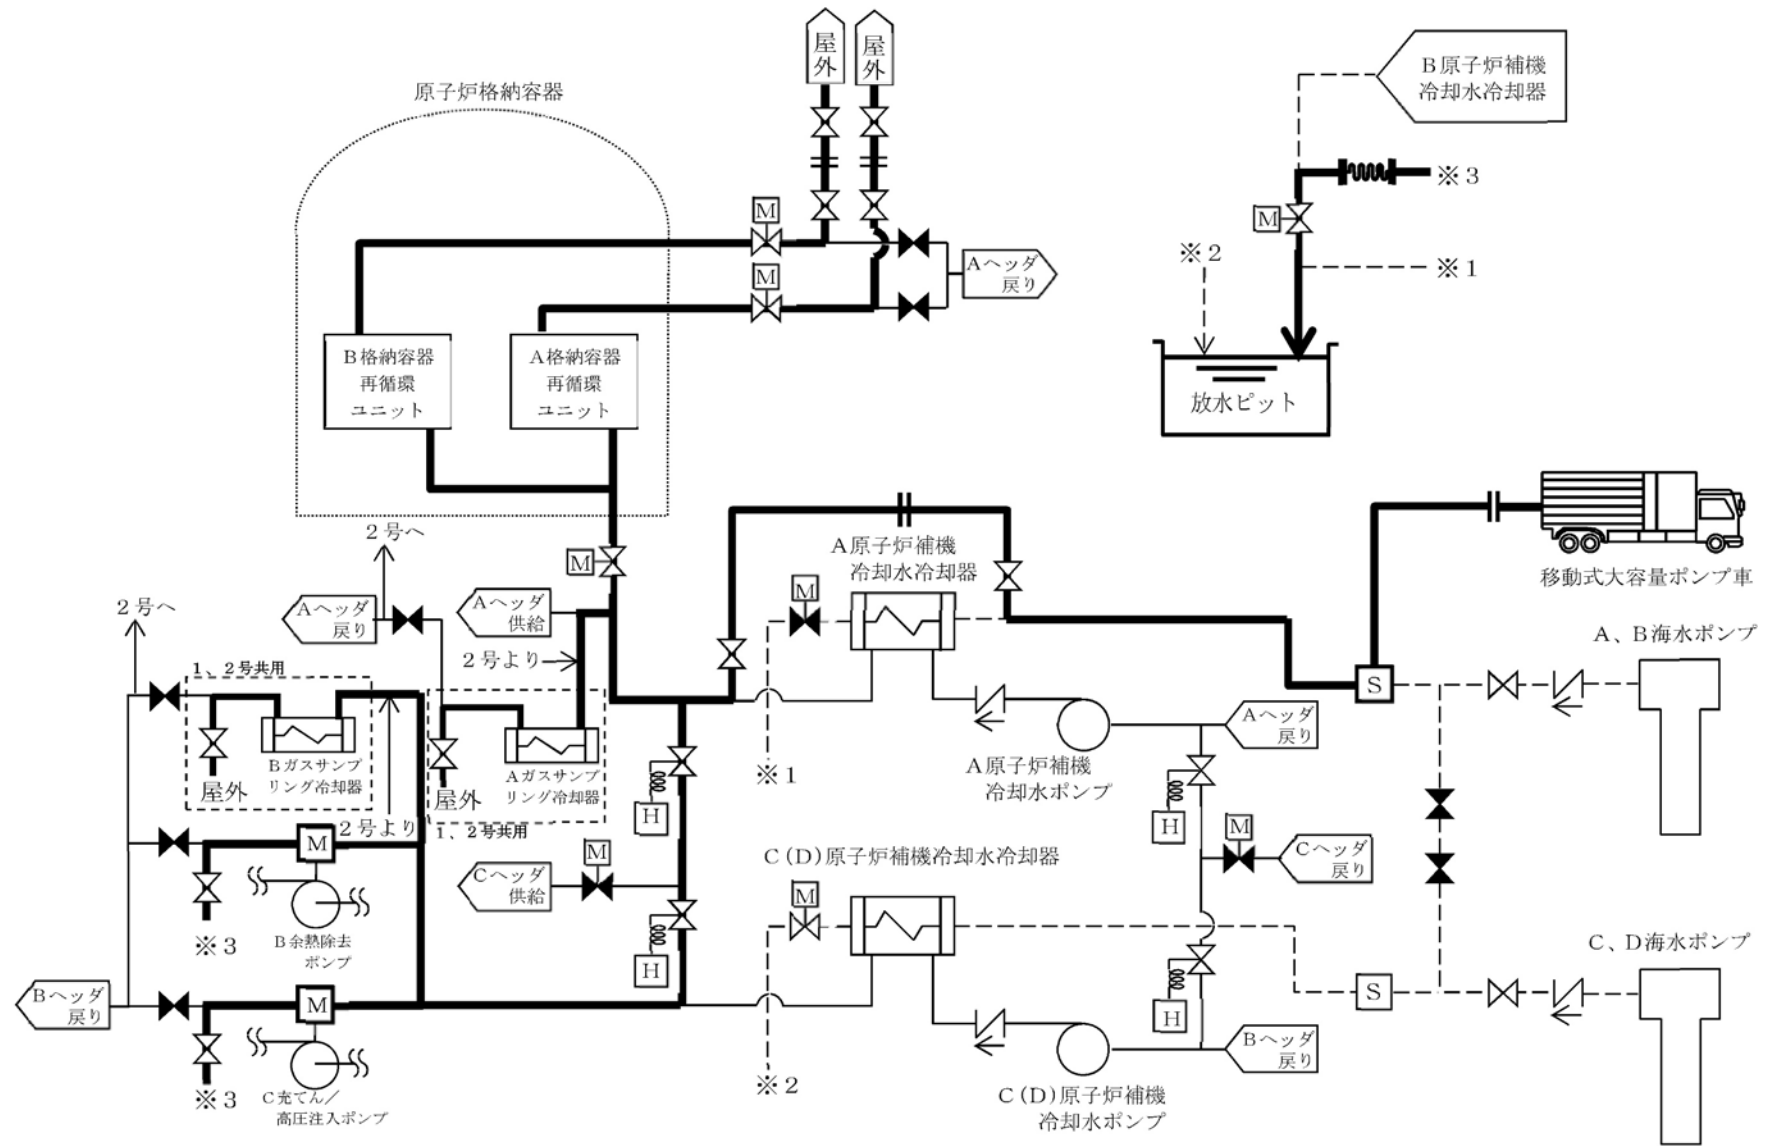 屋外
屋外
B原子炉補機
冷却水冷却器
原子炉格納容器
※3
M
M
※2
Aヘッダ
戻り
※1
M
B格納容器
再循環
ユニット
A格納容器
再循環
ユニット
放水ピット
2号へ
M
A原子炉補機
冷却水冷却器
移動式大容量ポンプ車
2号へ
Aヘッダ
戻り
Aヘッダ
供給
M
A、B海水ポンプ
2号より
1、2号共用
S
Aヘッダ
戻り
Bガスサンプ
リング冷却器
屋外
Aガスサンプ
リング冷却器
屋外
※1
A原子炉補機
冷却水ポンプ
H
H
2号より
1、2号共用
M
M
M
Cヘッダ
戻り
C(D)原子炉補機冷却水冷却器
Cヘッダ
供給
M
※3
B余熱除去
ポンプ
H
C、D海水ポンプ
Bヘッダ
戻り
M
S
H
Bヘッダ
戻り
※3
C充てん/
高圧注入ポンプ
※2
C(D)原子炉補機
冷却水ポンプ